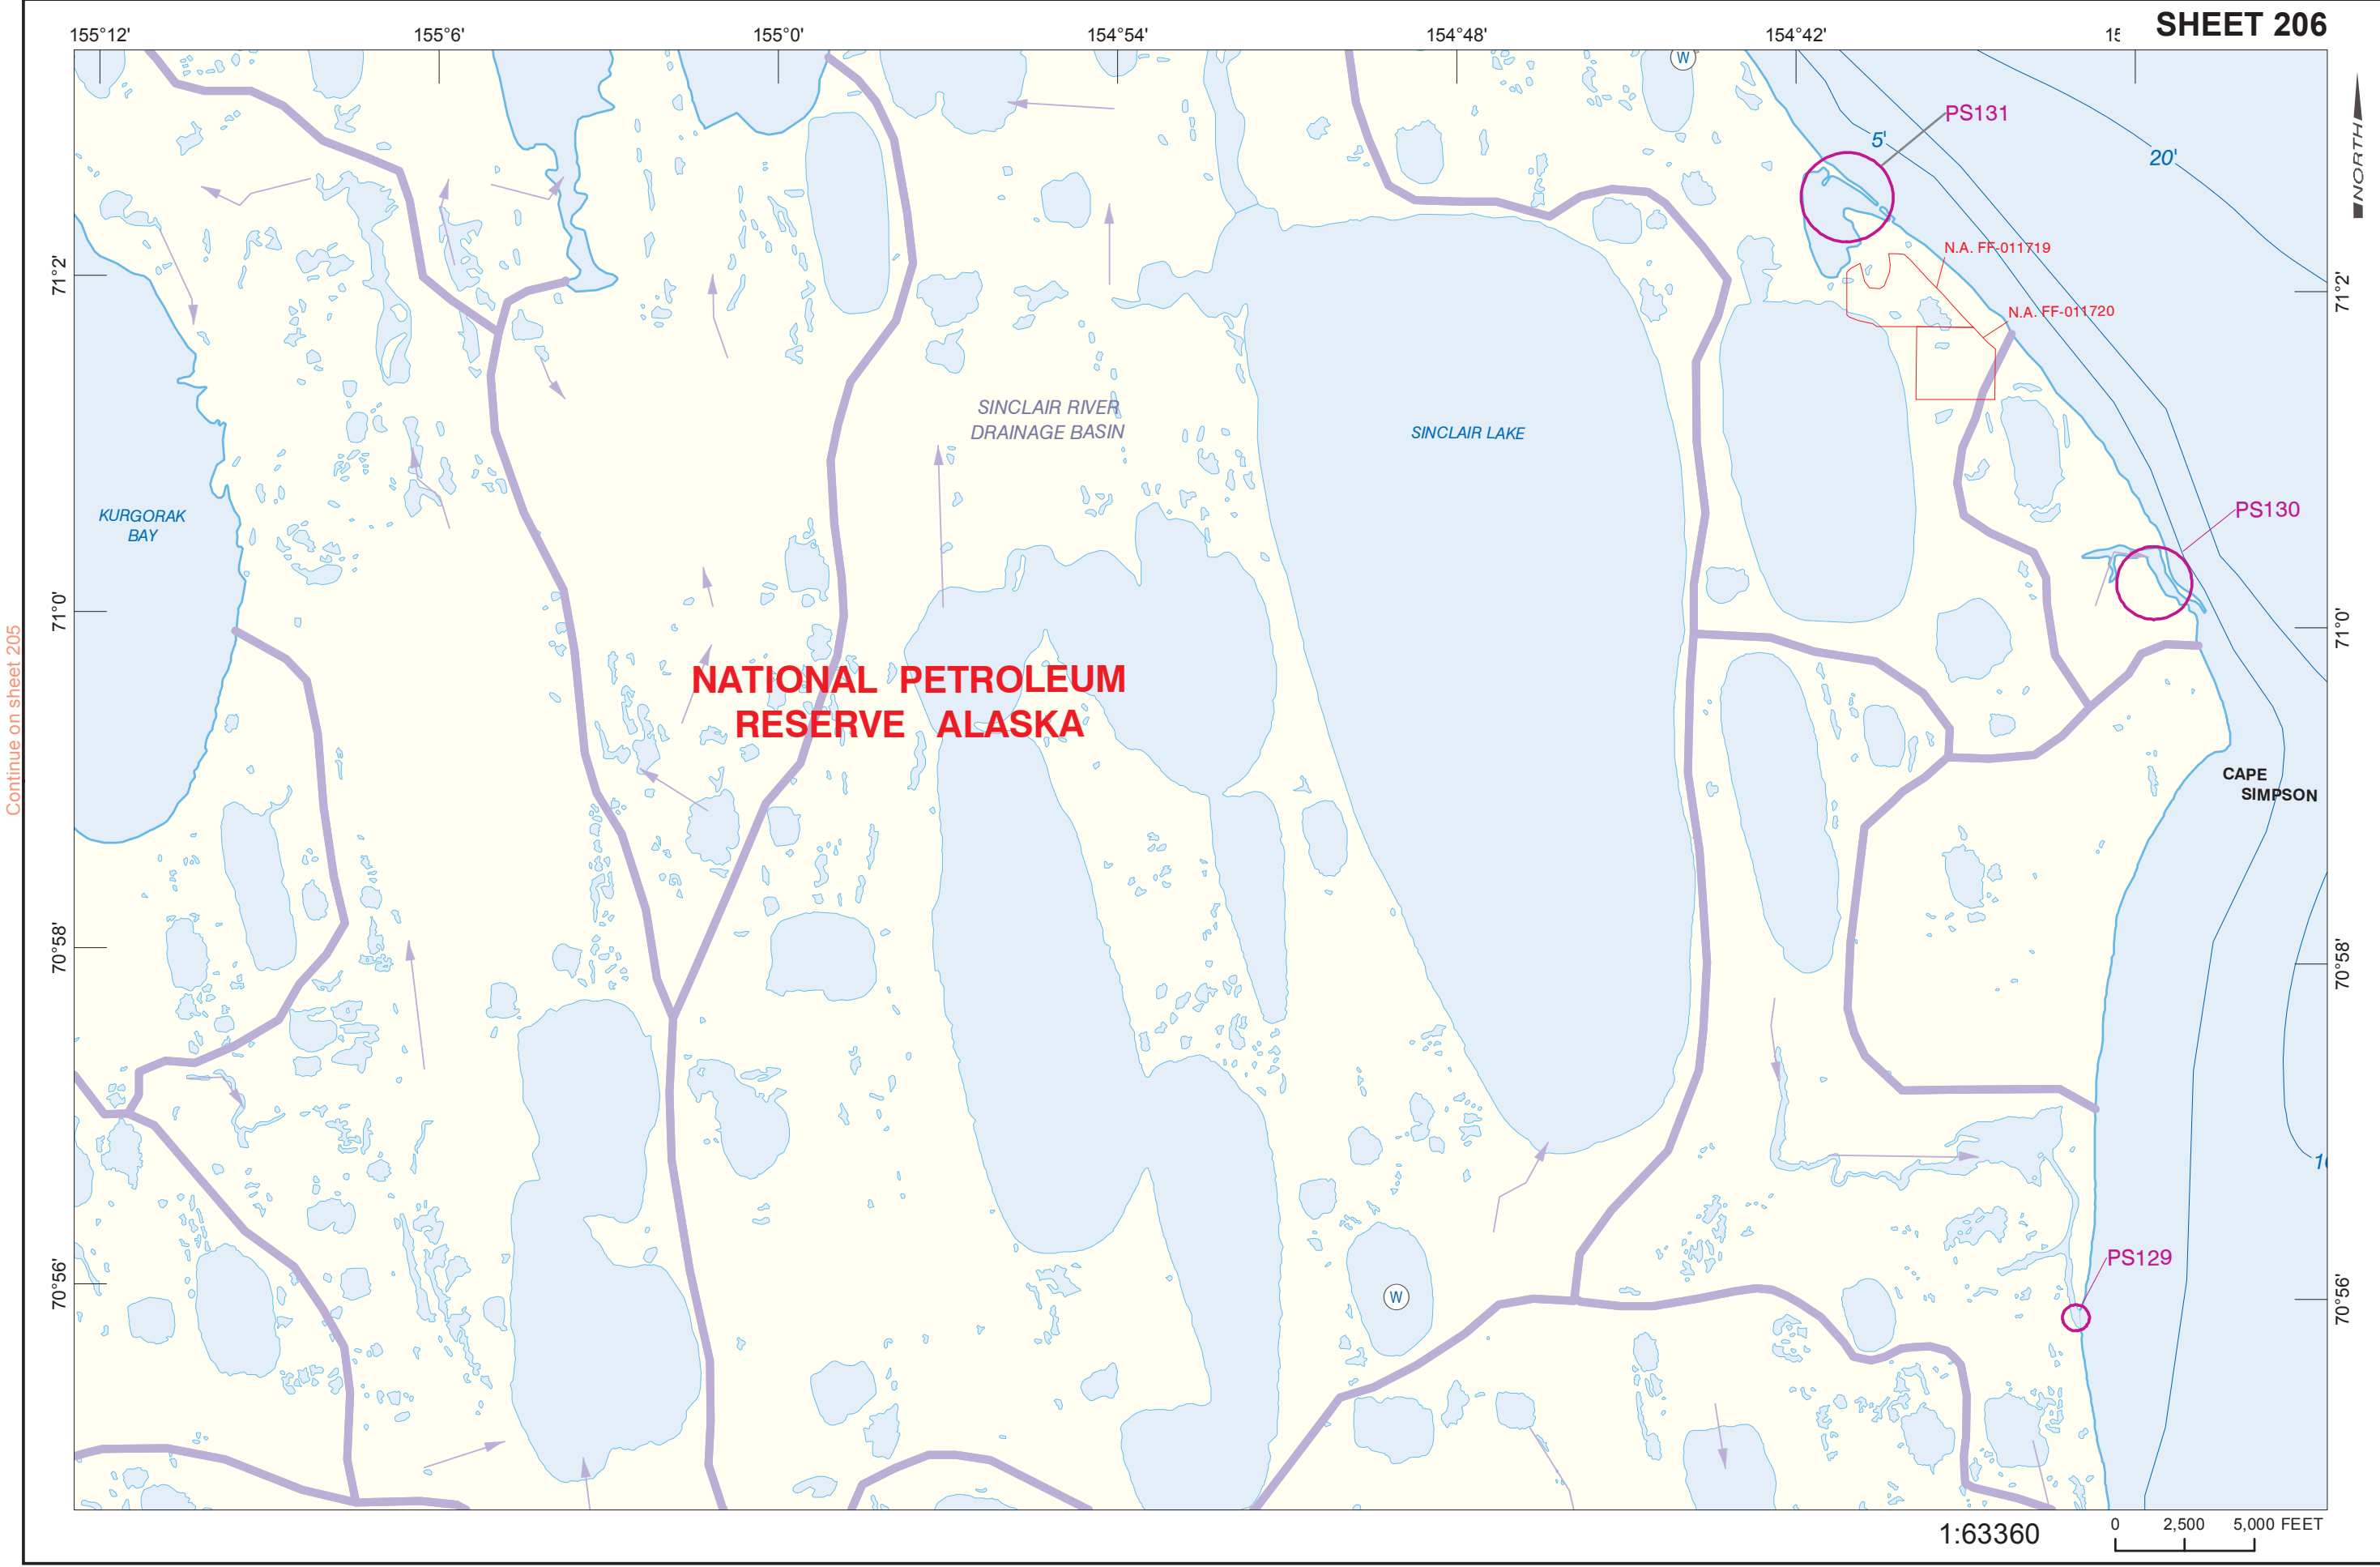 SHEET 206
155°12'
155°6'
155°0'
154°54'
154°48'
154°42'
15
W
PS131
5'
20'
NORTH
N.A. FF-011719
71°2'
71°2'
N.A. FF-011720
SINCLAIR RIVER
DRAINAGE BASIN
SINCLAIR LAKE
KURGORAK
BAY
PS130
71°0'
71°0'
Continue on sheet 205
NATIONAL PETROLEUM
RESERVE ALASKA
CAPE
SIMPSON
70°58'
70°58'
10
PS129
70°56'
70°56'
W
1:63360
0 2,500 5,000 FEET